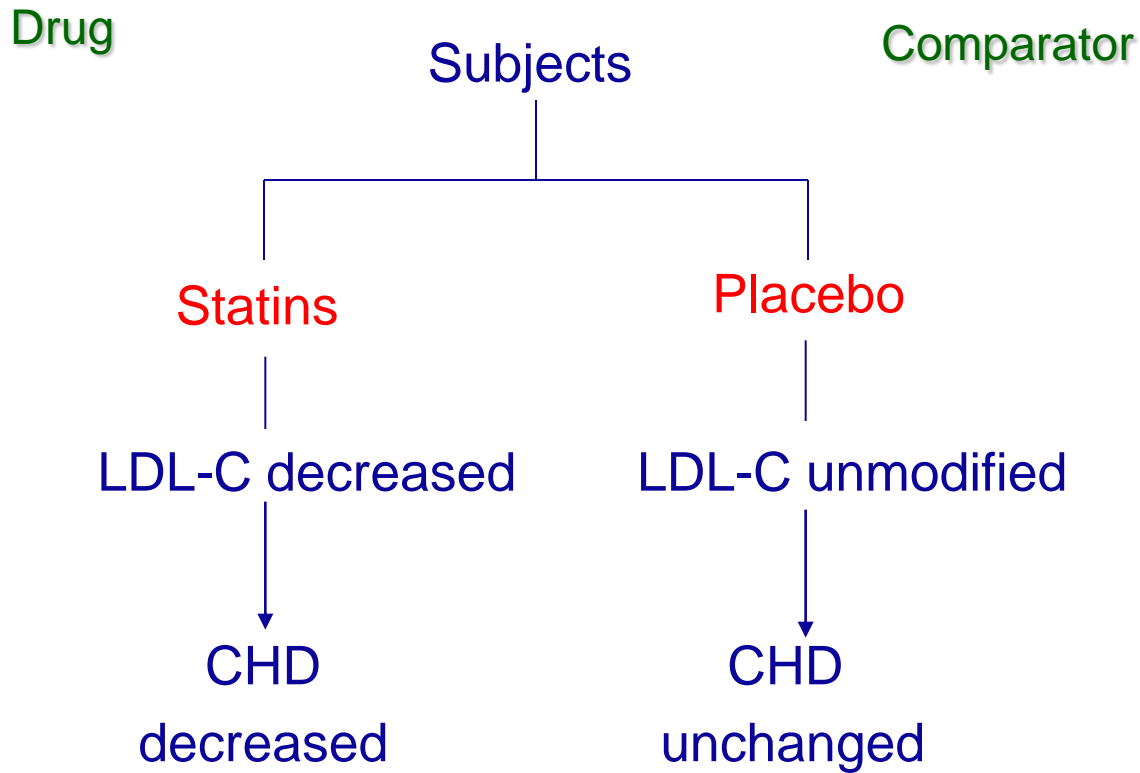 Drug
Subjects
Comparator
Statins
Placebo
LDL-C decreased
LDL-C unmodified
CHD
decreased
CHD
unchanged